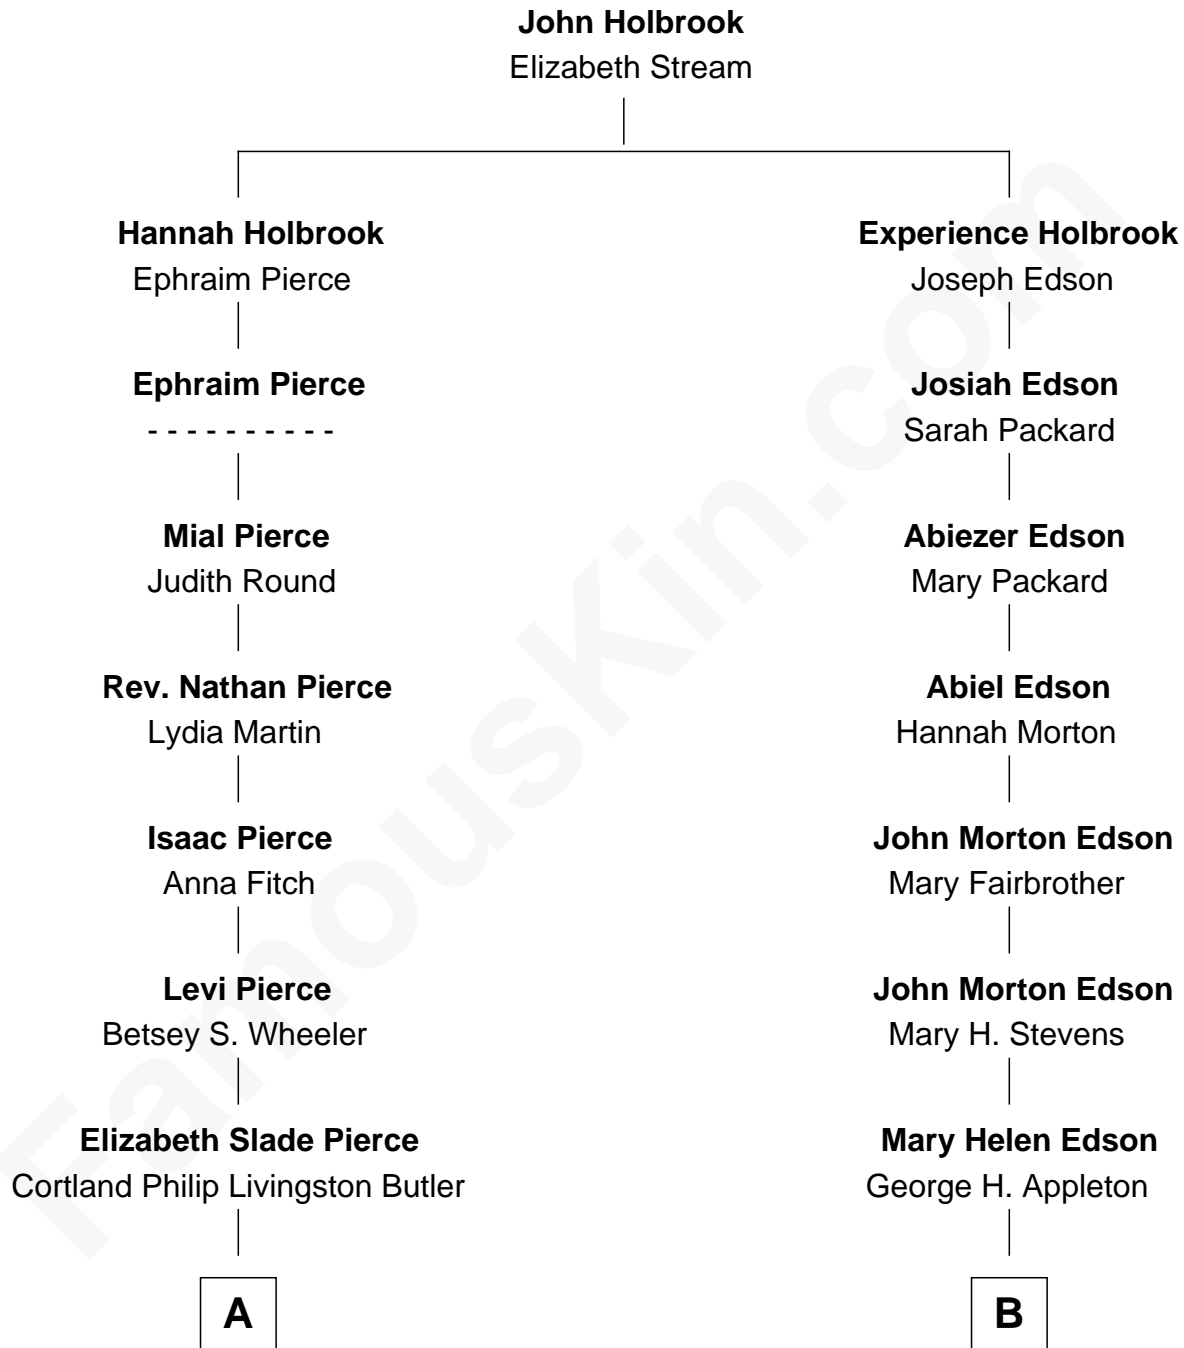 John Holbrook
Elizabeth Stream
Hannah Holbrook
Ephraim Pierce
Experience Holbrook
Joseph Edson
Ephraim Pierce
- - - - - - - - - -
Josiah Edson
Sarah Packard
Mial Pierce
Judith Round
Abiezer Edson
Mary Packard
Rev. Nathan Pierce
Lydia Martin
Abiel Edson
Hannah Morton
Isaac Pierce
Anna Fitch
John Morton Edson
Mary Fairbrother
Levi Pierce
Betsey S. Wheeler
John Morton Edson
Mary H. Stevens
Elizabeth Slade Pierce
Cortland Philip Livingston Butler
Mary Helen Edson
George H. Appleton
A
B
FamousKin.com